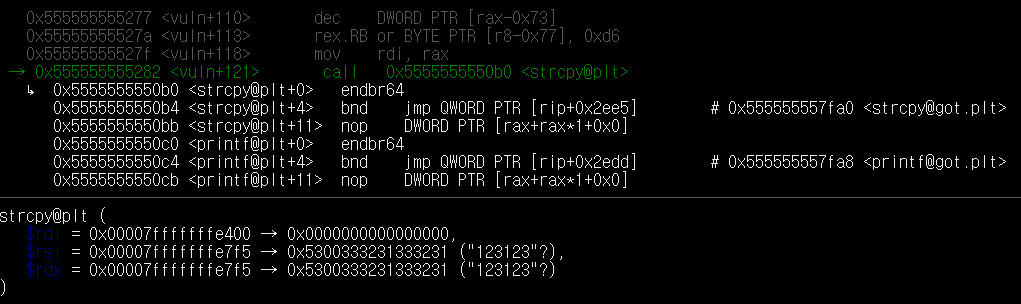 0x555555555277 <vuln+110> dec DWORD PTR [rax-0x73]
0x55555555527a <vuln+113> rex.RB or BYTE PTR [r8-0x77], 0xd6
0x55555555527f <vuln+118> mov rdi, rax
→ 0x555555555282 <vuln+121> call 0x5555555550b0 <strcpy@plt>
↳ 0x5555555550b0 <strcpy@plt+0> endbr64
0x5555555550b4 <strcpy@plt+4> bnd jmp QWORD PTR [rip+0x2ee5] # 0x555555557fa0 <strcpy@got.plt>
0x5555555550bb <strcpy@plt+11> nop DWORD PTR [rax+rax*1+0x0]
0x5555555550c0 <printf@plt+0> endbr64
0x5555555550c4 <printf@plt+4> bnd jmp QWORD PTR [rip+0x2edd] # 0x555555557fa8 <printf@got.plt>
0x5555555550cb <printf@plt+11> nop DWORD PTR [rax+rax*1+0x0]
strcpy@plt (
$rdi = 0x00007fffffffe400 → 0x0000000000000000,
$rsi = 0x00007fffffffe7f5 → 0x5300333231333231 ("123123"?),
$rdx = 0x00007fffffffe7f5 → 0x5300333231333231 ("123123"?)
)